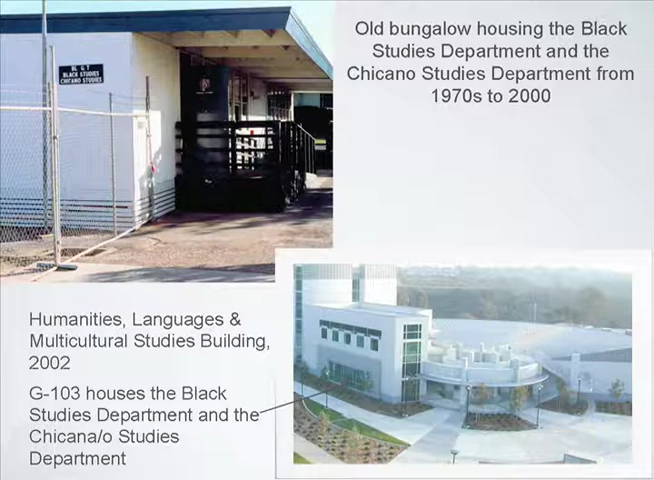 Old bungalow housing the Black
Studies Department and the
Chicano Studies Department from
1970s to 2000
BLACK STUDIES
CHICANO STUDIES
Humanities, Languages &
Multicultural Studies Building,
2002
G-103 houses the Black
Studies Department and the
Chicana/o Studies
Department